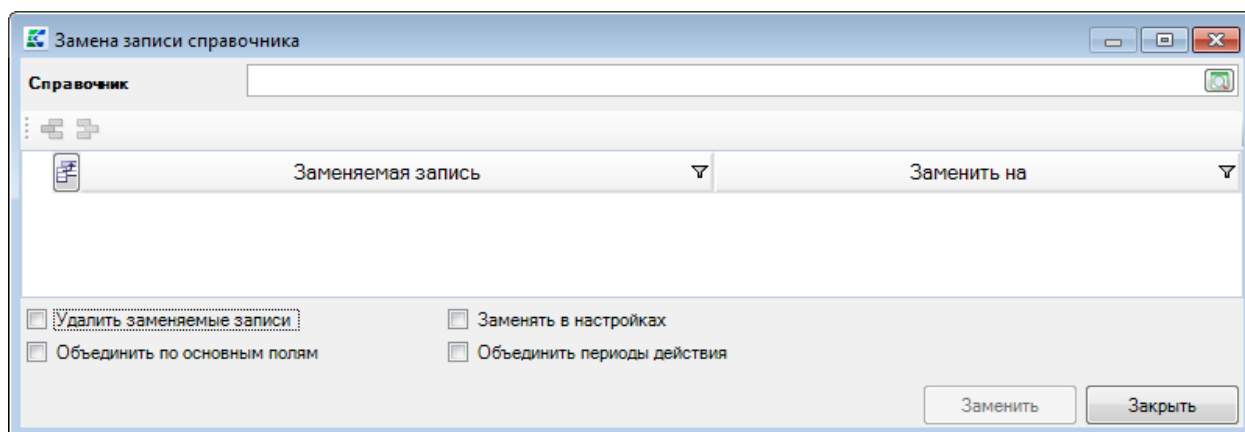 Замена записи справочника
Справочник
Заменяемая запись Заменить на
Удалить заменяемые записи Заменять в настройках
Объединить по основным полям Объединить периоды действия
Заменить Закрыть